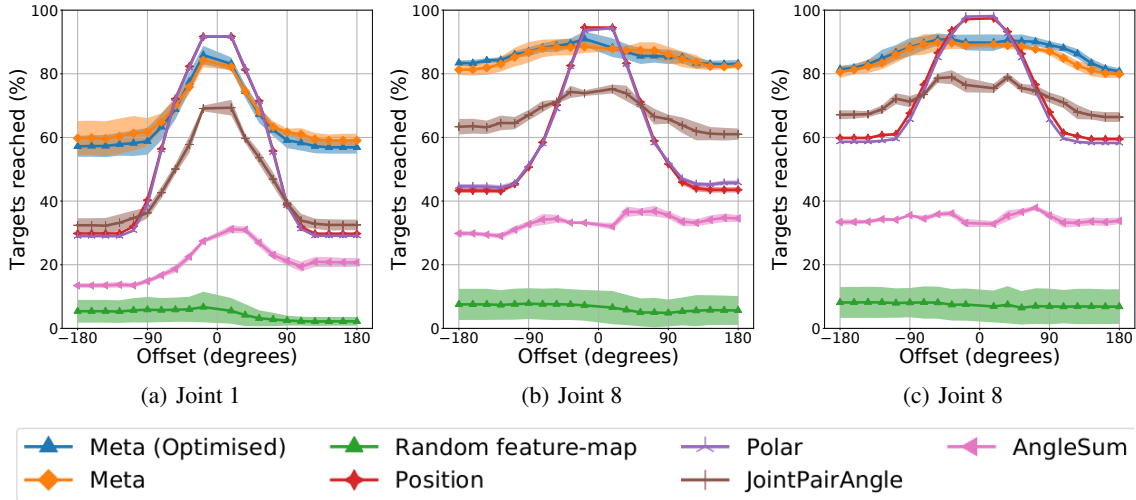 Targets reached (%)
100
80
60
40
20
0
−180
−90
0
90
180
Offset (degrees)
(a) Joint 1
Targets reached (%)
100
80
60
40
20
0
−180
−90
0
90
180
Offset (degrees)
(b) Joint 8
Targets reached (%)
100
80
60
40
20
0
−180
−90
0
90
180
Offset (degrees)
(c) Joint 8
Meta (Optimised)
Random feature-map
Polar
AngleSum
Meta
Position
JointPairAngle